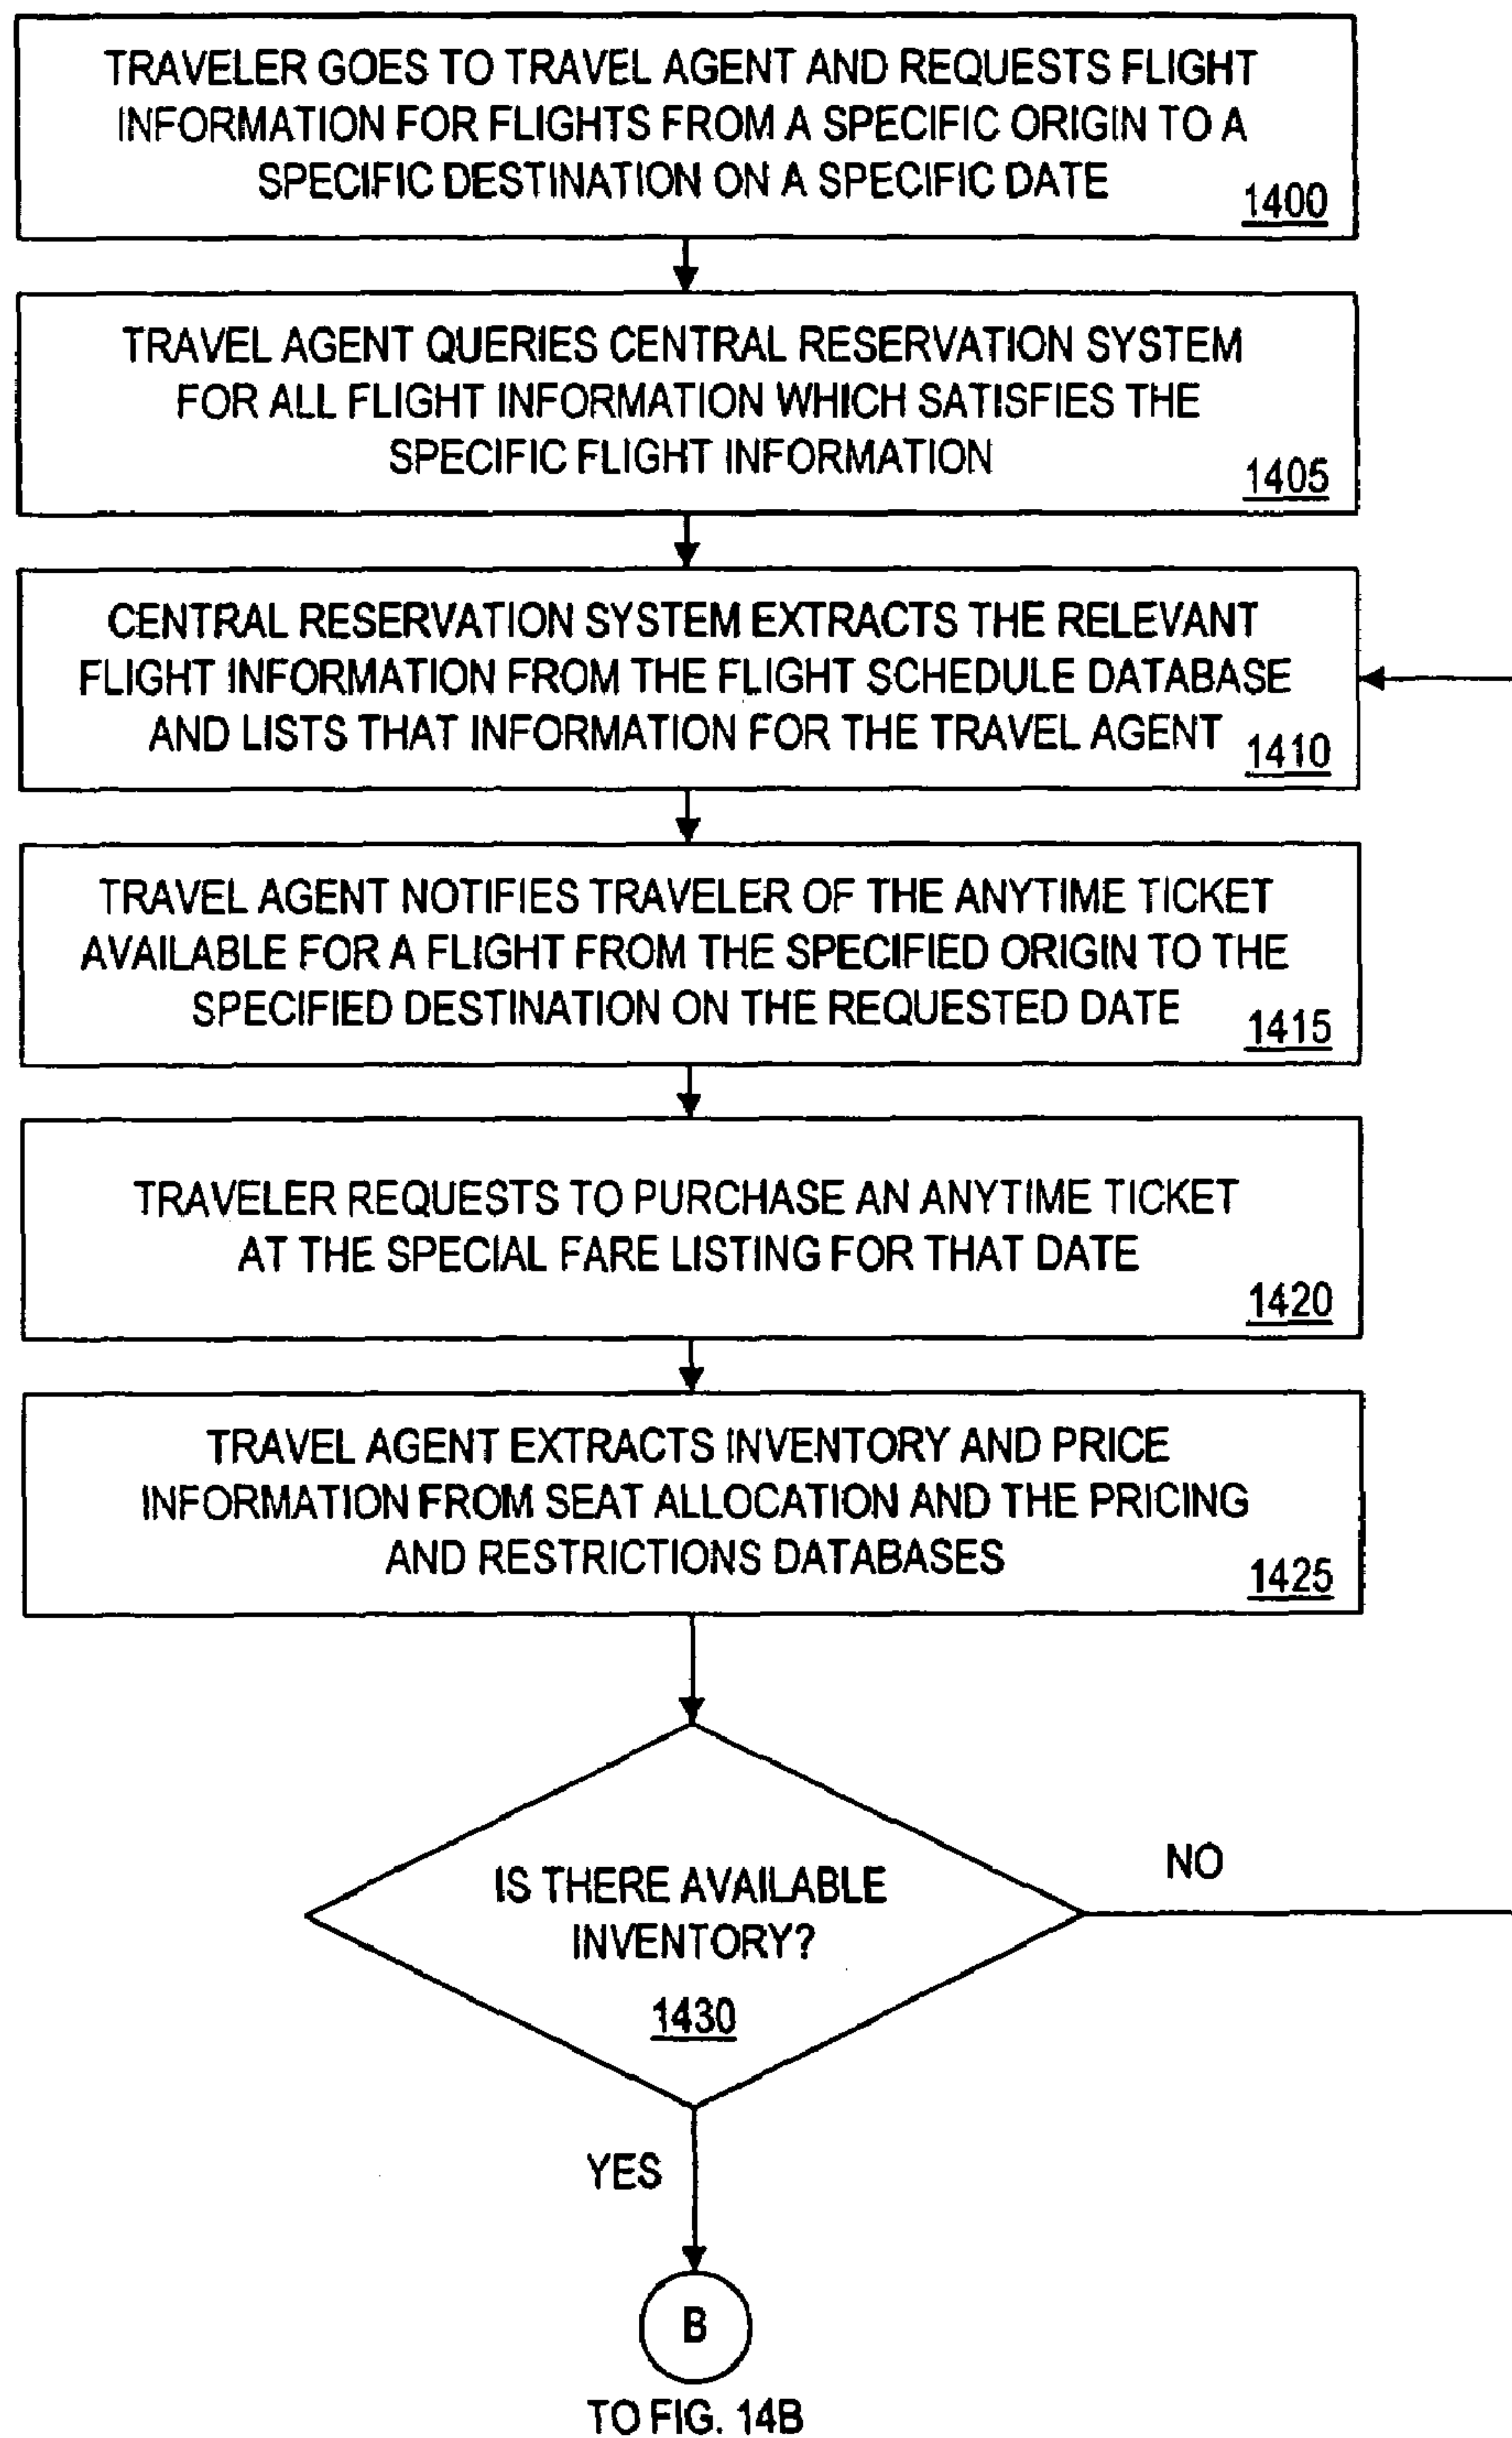 TRAVELER GOES TO TRAVEL AGENT AND REQUESTS FLIGHT
INFORMATION FOR FLIGHTS FROM A SPECIFIC ORIGIN TO A
SPECIFIC DESTINATION ON A SPECIFIC DATE
1400
TRAVEL AGENT QUERIES CENTRAL RESERVATION SYSTEM
FOR ALL FLIGHT INFORMATION WHICH SATISFIES THE
SPECIFIC FLIGHT INFORMATION
1405
CENTRAL RESERVATION SYSTEM EXTRACTS THE RELEVANT
FLIGHT INFORMATION FROM THE FLIGHT SCHEDULE DATABASE
AND LISTS THAT INFORMATION FOR THE TRAVEL AGENT
1410
TRAVEL AGENT NOTIFIES TRAVELER OF THE ANYTIME TICKET
AVAILABLE FOR A FLIGHT FROM THE SPECIFIED ORIGIN TO THE
SPECIFIED DESTINATION ON THE REQUESTED DATE
1415
TRAVELER REQUESTS TO PURCHASE AN ANYTIME TICKET
AT THE SPECIAL FARE LISTING FOR THAT DATE
1420
TRAVEL AGENT EXTRACTS INVENTORY AND PRICE
INFORMATION FROM SEAT ALLOCATION AND THE PRICING
AND RESTRICTIONS DATABASES
1425
IS THERE AVAILABLE
INVENTORY?
1430
NO
YES
B
TO FIG. 14B